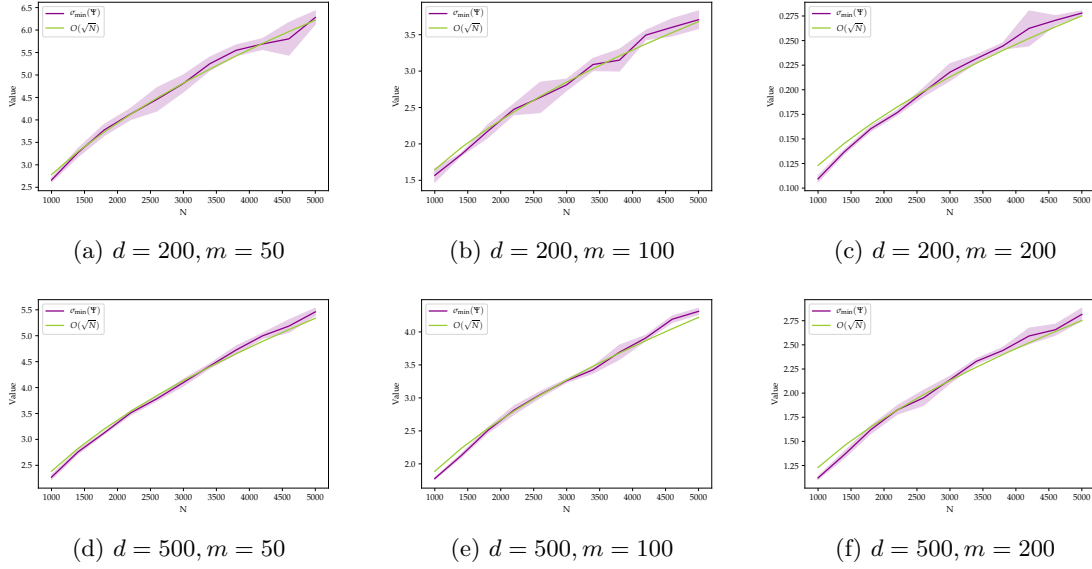 σmin(Ψ)
O(√N)
Value
6.5
6.0
5.5
5.0
4.5
4.0
3.5
3.0
2.5
1000 1500 2000 2500 3000 3500 4000 4500 5000
N
(a) d = 200, m = 50
σmin(Ψ)
O(√N)
Value
3.5
3.0
2.5
2.0
1.5
1000 1500 2000 2500 3000 3500 4000 4500 5000
N
(b) d = 200, m = 100
σmin(Ψ)
O(√N)
Value
0.275
0.250
0.225
0.200
0.175
0.150
0.125
0.100
1000 1500 2000 2500 3000 3500 4000 4500 5000
N
(c) d = 200, m = 200
σmin(Ψ)
O(√N)
Value
5.5
5.0
4.5
4.0
3.5
3.0
2.5
1000 1500 2000 2500 3000 3500 4000 4500 5000
N
(d) d = 500, m = 50
σmin(Ψ)
O(√N)
Value
4.0
3.5
3.0
2.5
2.0
1000 1500 2000 2500 3000 3500 4000 4500 5000
N
(e) d = 500, m = 100
σmin(Ψ)
O(√N)
Value
2.75
2.50
2.25
2.00
1.75
1.50
1.25
1000 1500 2000 2500 3000 3500 4000 4500 5000
N
(f) d = 500, m = 200